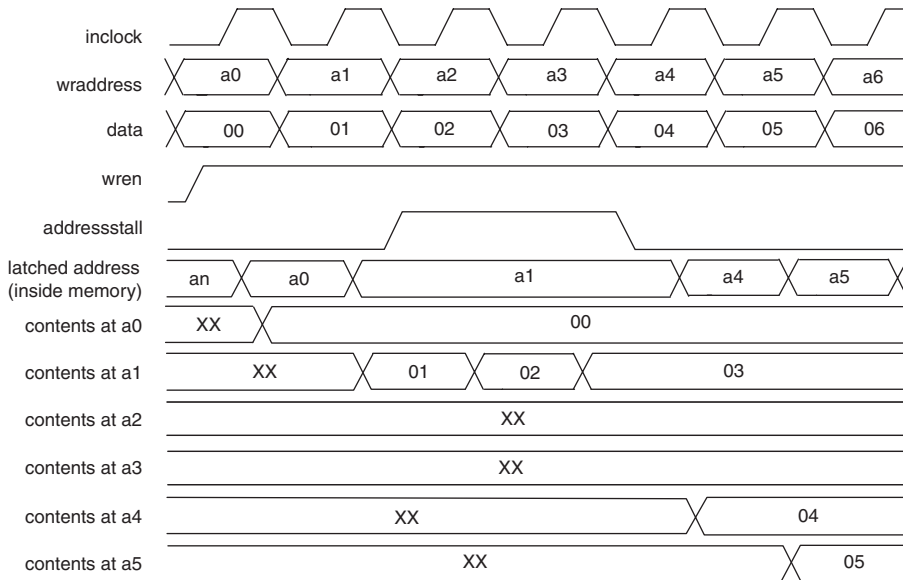 inclock
wraddress a0 a1 a2 a3 a4 a5 a6
data 00 01 02 03 04 05 06
wren
addressstall
latched address
(inside memory) an a0 a1 a4 a5
contents at a0 XX 00
contents at a1 XX 01 02 03
contents at a2 XX
contents at a3 XX
contents at a4 XX 04
contents at a5 XX 05